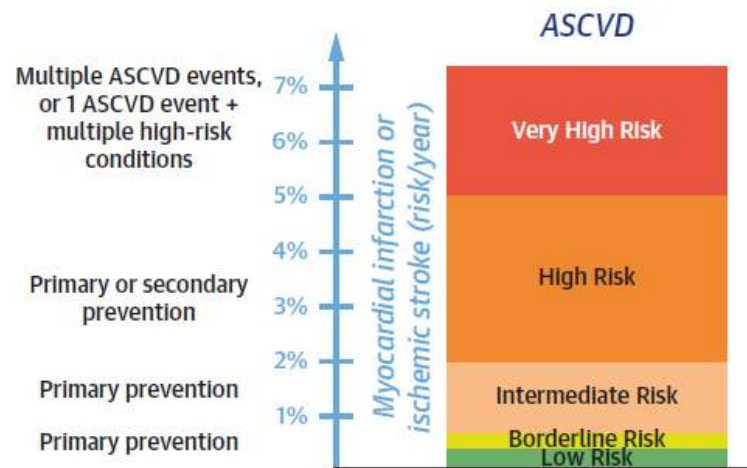 ASCVD
Multiple ASCVD events,
or 1 ASCVD event +
multiple high-risk
conditions
Primary or secondary
prevention
Primary prevention
Primary prevention
7%
6%
5%
4%
3%
2%
1%
Myocardial infarction or
ischemic stroke (risk/year)
Very High Risk
High Risk
Intermediate Risk
Borderline Risk
Low Risk